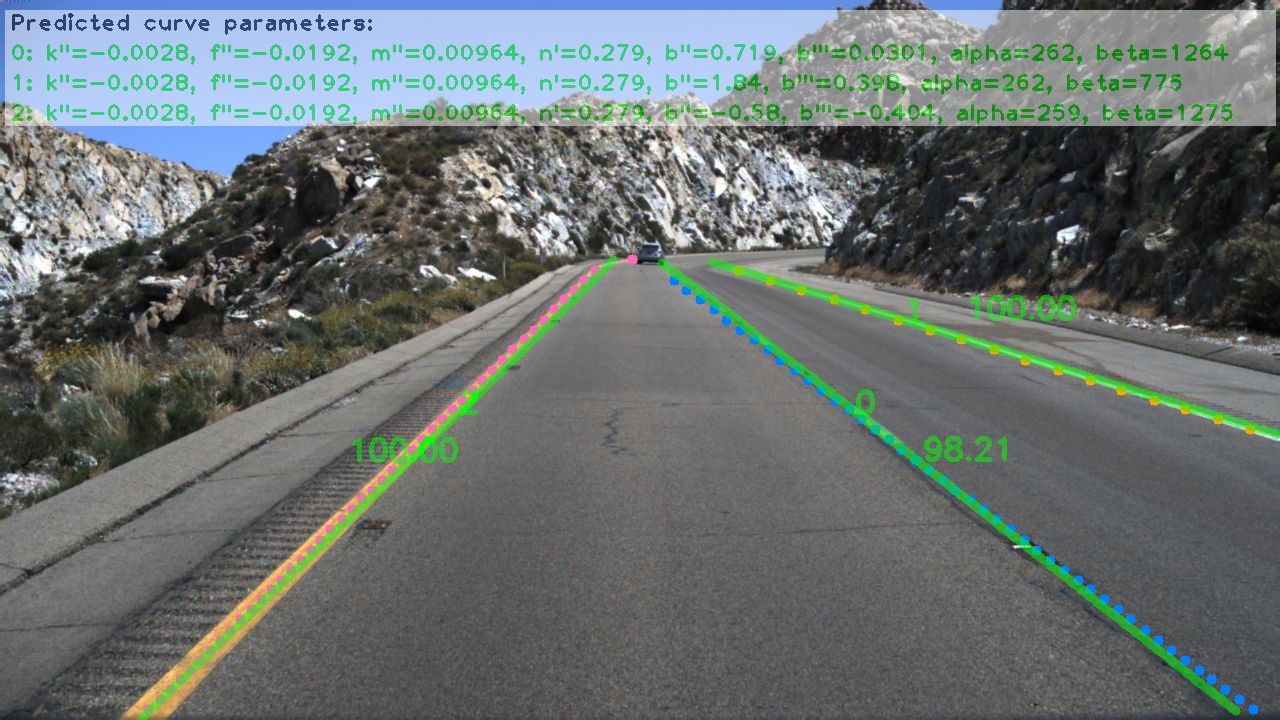 Predicted curve parameters:
0: k''=-0.0028, f''=-0.0192, m''=0.00964, n'=0.279, b''=0.719, b'''=0.0301, alpha=262, beta=1264
1: k''=-0.0028, f''=-0.0192, m''=0.00964, n'=0.279, b''=1.84, b'''=0.398, alpha=262, beta=775
2: k''=-0.0028, f''=-0.0192, m''=0.00964, n'=0.279, b''=-0.58, b'''=-0.404, alpha=259, beta=1275
1 100.00
0
2
100.00 98.21